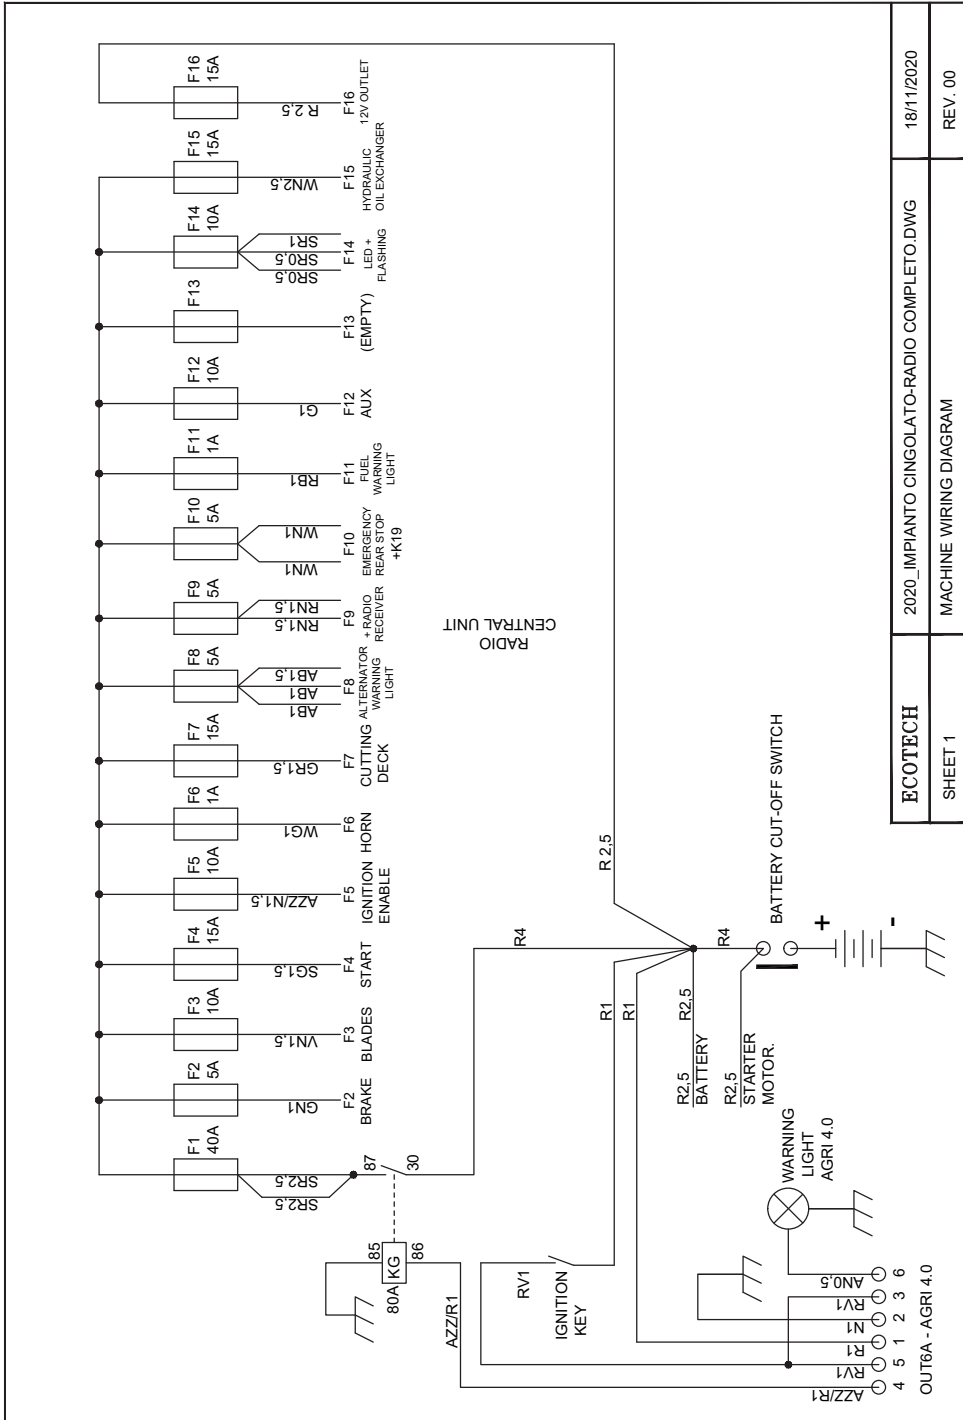 F1
40A
F2
5A
F3
10A
F4
15A
F5
10A
F6
1A
F7
15A
F8
5A
F9
5A
F10
5A
F11
1A
F12
10A
F13
F14
10A
F15
15A
F16
15A
SR2,5
SR2,5
GN1
VN1,5
SG1,5
AZZ/N1,5
WG1
GR1,5
AB1
AB1
AB1,5
RN1,5
RN1,5
WN1
WN1
RB1
G1
SR0,5
SR0,5
SR1
WN2,5
R 2,5
F2
BRAKE
F3
BLADES
F4
START
F5
IGNITION
ENABLE
F6
HORN
F7
CUTTING
DECK
F8
ALTERNATOR
WARNING
LIGHT
F9
+ RADIO
RECEIVER
F10
EMERGENCY
REAR STOP
+K19
F11
FUEL
WARNING
LIGHT
F12
AUX
F13
(EMPTY)
F14
LED +
FLASHING
F15
HYDRAULIC
OIL EXCHANGER
F16
12V OUTLET
87
30
85
86
80A
KG
AZZ/R1
RADIO
CENTRAL UNIT
RV1
IGNITION
KEY
R4
R1
R1
R2,5
R 2,5
R4
R2,5
BATTERY
R2,5
STARTER
MOTOR.
BATTERY CUT-OFF SWITCH
+
-
WARNING
LIGHT
AGRI 4.0
AZZ/R1
RV1
R1
N1
RV1
AN0,5
4
5
1
2
3
6
OUT6A - AGRI 4.0
ECOTECH
2020_IMPIANTO CINGOLATO-RADIO COMPLETO.DWG
18/11/2020
SHEET 1
MACHINE WIRING DIAGRAM
REV. 00